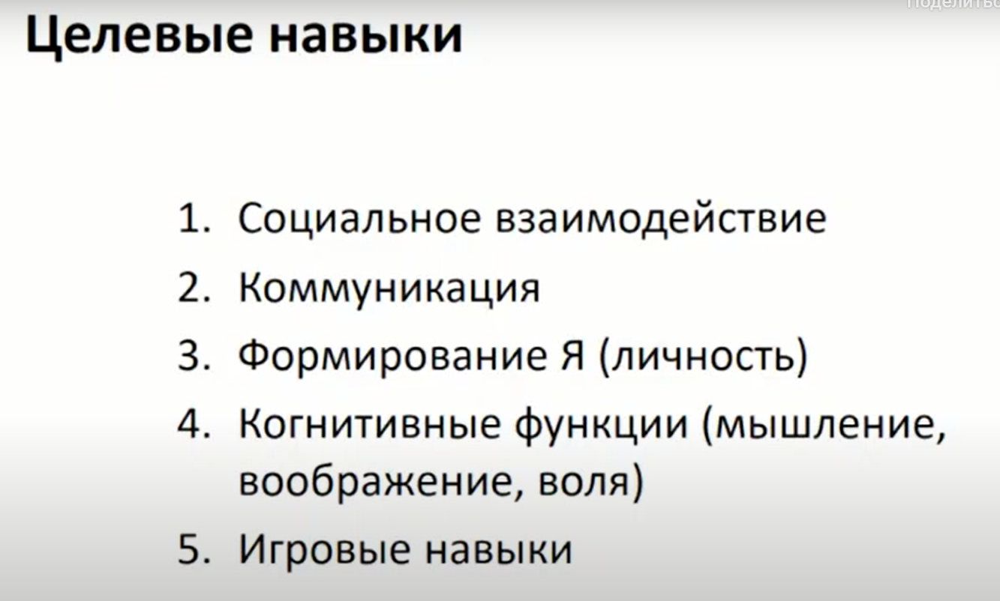 Поделиться
Целевые навыки
1. Социальное взаимодействие
2. Коммуникация
3. Формирование Я (личность)
4. Когнитивные функции (мышление,
воображение, воля)
5. Игровые навыки